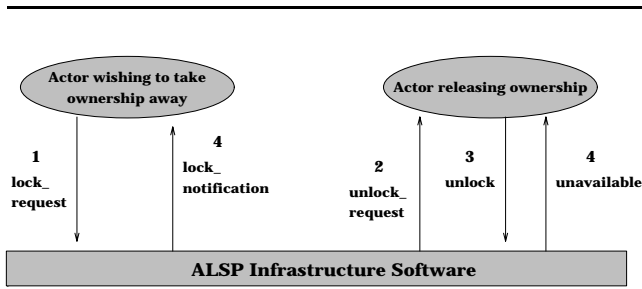 Actor wishing to take
ownership away
Actor releasing ownership
1
lock_
request
4
lock_
notification
2
unlock_
request
3
unlock
4
unavailable
ALSP Infrastructure Software